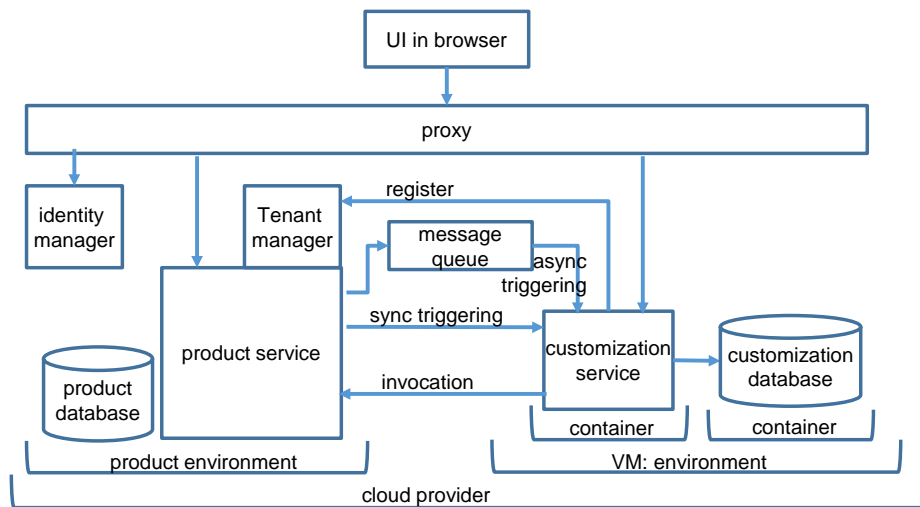 UI in browser
proxy
identity
manager
Tenant
manager
register
message
queue
async
triggering
sync triggering
product service
customization
service
customization
database
product
database
invocation
container
container
product environment
VM: environment
cloud provider